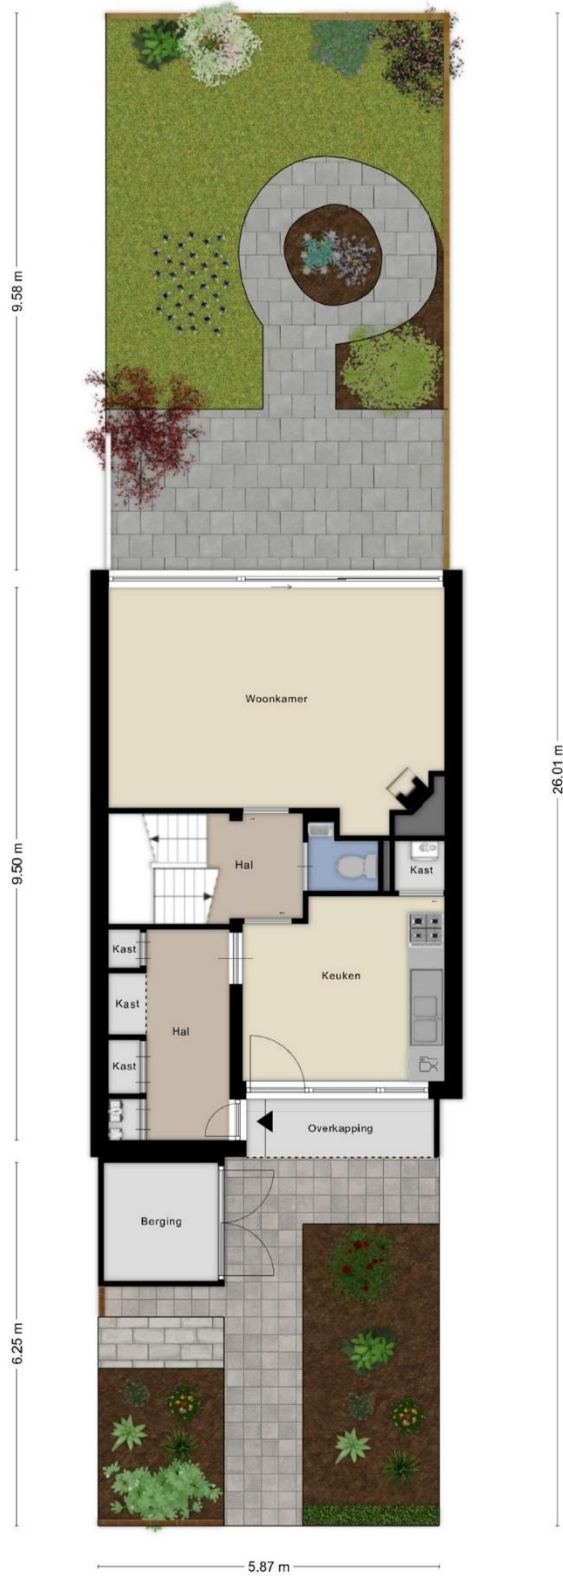 9.58 m
Woonkamer
26.01 m
9.50 m
Hal
Kast
Kast
Keuken
Kast
Hal
Kast
Overkapping
Berging
6.25 m
5.87 m